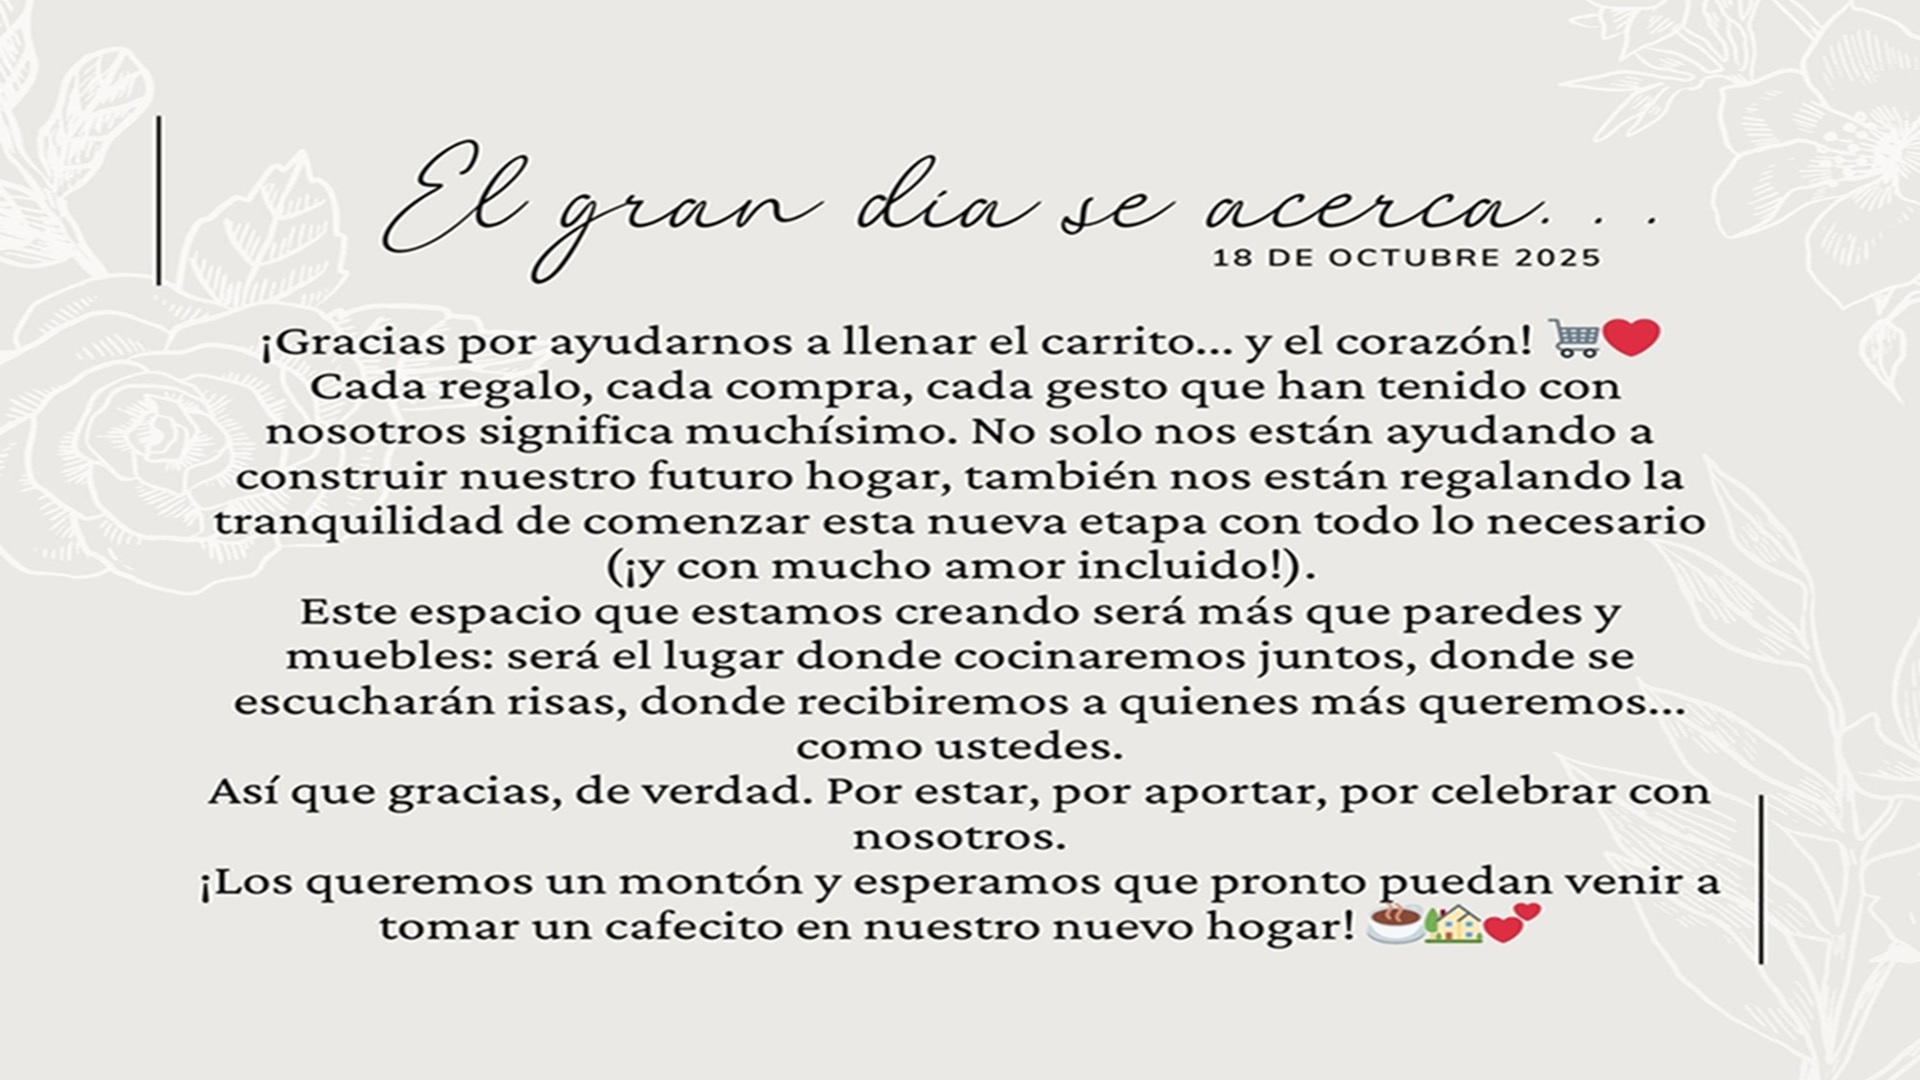 El gran día se acerca. . .
18 DE OCTUBRE 2025
¡Gracias por ayudarnos a llenar el carrito... y el corazón! 🛒❤️
Cada regalo, cada compra, cada gesto que han tenido con
nosotros significa muchísimo. No solo nos están ayudando a
construir nuestro futuro hogar, también nos están regalando la
tranquilidad de comenzar esta nueva etapa con todo lo necesario
(¡y con mucho amor incluido!).
Este espacio que estamos creando será más que paredes y
muebles: será el lugar donde cocinaremos juntos, donde se
escucharán risas, donde recibiremos a quienes más queremos...
como ustedes.
Así que gracias, de verdad. Por estar, por aportar, por celebrar con
nosotros.
¡Los queremos un montón y esperamos que pronto puedan venir a
tomar un cafecito en nuestro nuevo hogar! ☕🏡💕